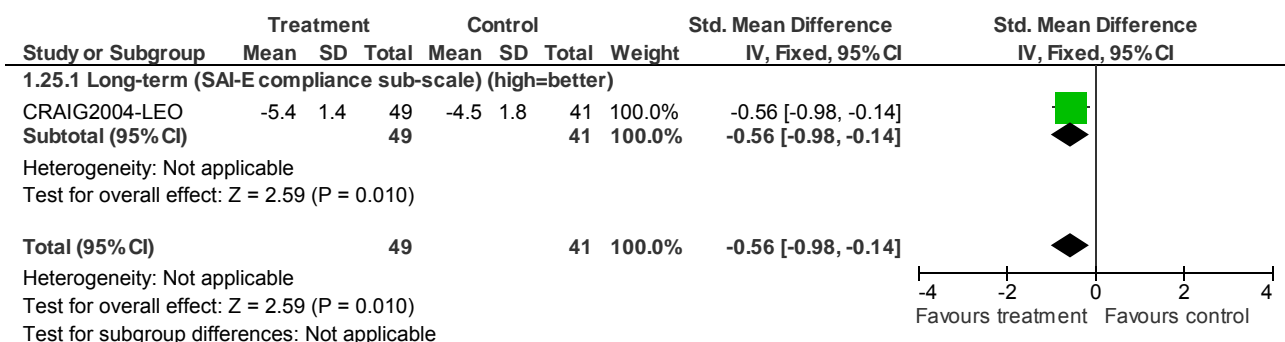 Treatment Control Std. Mean Difference Std. Mean Difference
Study or Subgroup Mean SD Total Mean SD Total Weight IV, Fixed, 95% CI IV, Fixed, 95% CI
1.25.1 Long-term (SAI-E compliance sub-scale) (high=better)
CRAIG2004-LEO -5.4 1.4 49 -4.5 1.8 41 100.0% -0.56 [-0.98, -0.14]
Subtotal (95% CI) 49 41 100.0% -0.56 [-0.98, -0.14]
Heterogeneity: Not applicable
Test for overall effect: Z = 2.59 (P = 0.010)
Total (95% CI) 49 41 100.0% -0.56 [-0.98, -0.14]
Heterogeneity: Not applicable
Test for overall effect: Z = 2.59 (P = 0.010)
Test for subgroup differences: Not applicable
-4 -2 0 2 4
Favours treatment Favours control